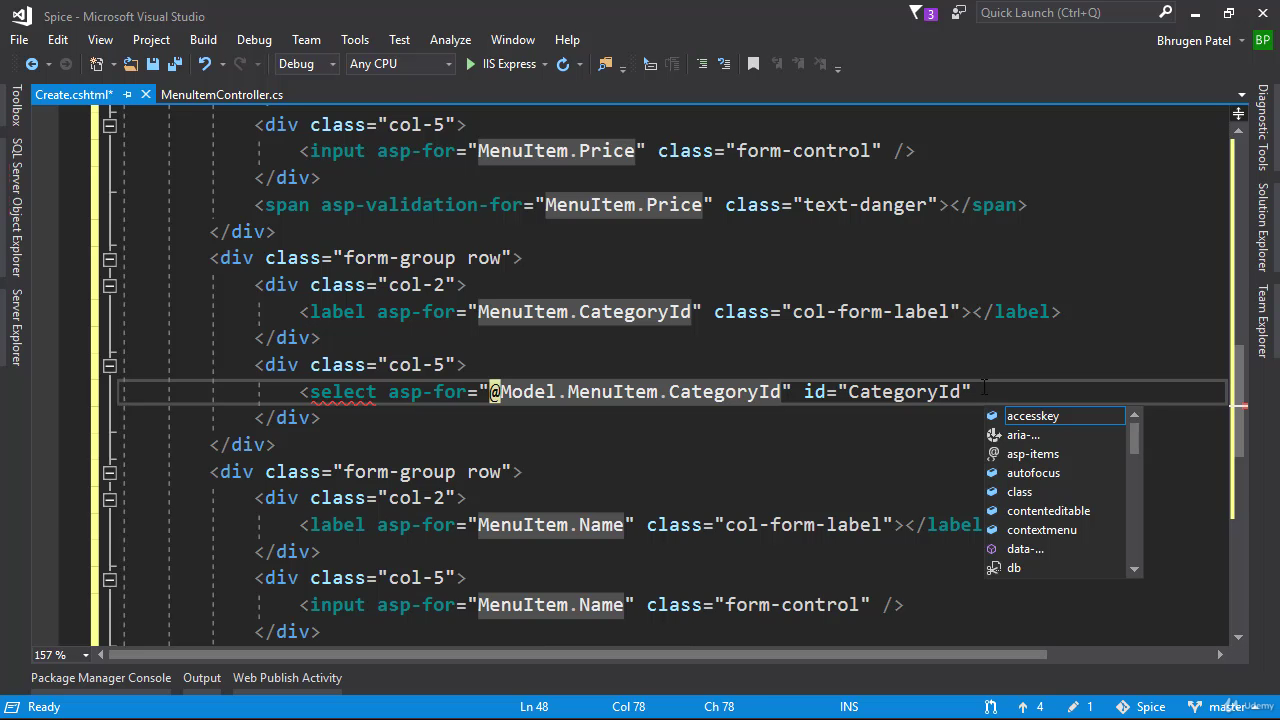 Spice - Microsoft Visual Studio
3
Quick Launch (Ctrl+Q)
File Edit View Project Build Debug Team Tools Test Analyze Window Help
Bhrugen Patel BP
Debug Any CPU IIS Express
Create.cshtml* MenuItemController.cs
Toolbox
SQL Server Object Explorer
Server Explorer
<div class="col-5">
<input asp-for="MenuItem.Price" class="form-control" />
</div>
<span asp-validation-for="MenuItem.Price" class="text-danger"></span>
</div>
<div class="form-group row">
<div class="col-2">
<label asp-for="MenuItem.CategoryId" class="col-form-label"></label>
</div>
<div class="col-5">
<select asp-for="@Model.MenuItem.CategoryId" id="CategoryId"
</div>
</div>
<div class="form-group row">
<div class="col-2">
<label asp-for="MenuItem.Name" class="col-form-label"></label
</div>
<div class="col-5">
<input asp-for="MenuItem.Name" class="form-control" />
</div>
accesskey
aria-...
asp-items
autofocus
class
contenteditable
contextmenu
data-...
db
Diagnostic Tools
Solution Explorer
Team Explorer
157 %
Package Manager Console Output Web Publish Activity
Ready Ln 48 Col 78 Ch 78 INS 4 1 Spice master
Udemy